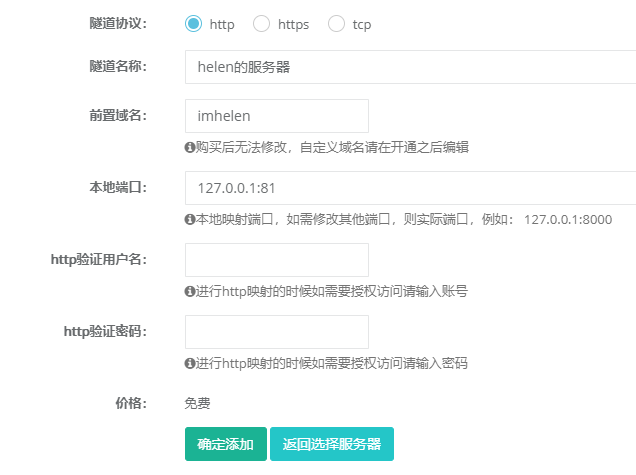 隧道协议: http https tcp
隧道名称: helen的服务器
前置域名: imhelen
购买后无法修改，自定义域名请在开通之后编辑
本地端口: 127.0.0.1:81
本地映射端口，如需修改其他端口，则实际端口，例如： 127.0.0.1:8000
http验证用户名:
进行http映射的时候如需要授权访问请输入账号
http验证密码:
进行http映射的时候如需要授权访问请输入密码
价格: 免费
确定添加 返回选择服务器